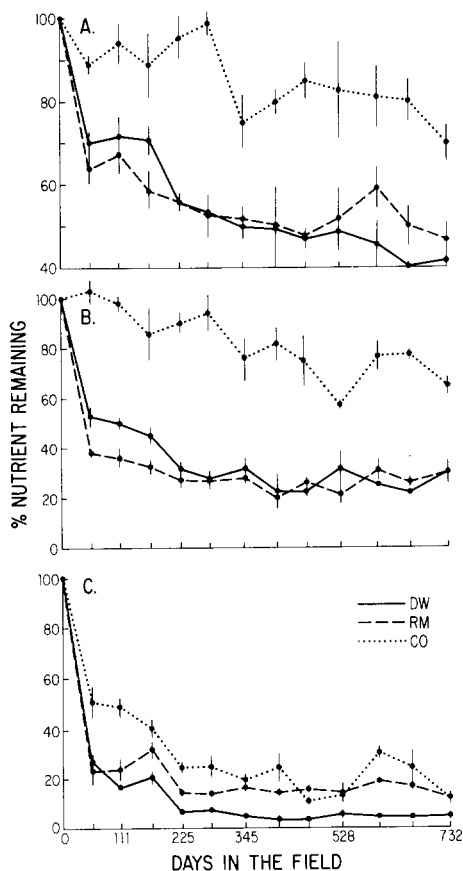 A.
100
80
60
40
B.
100
80
60
40
20
0
% NUTRIENT REMAINING
C.
100
80
60
40
20
0
DW
RM
CO
0 111 225 345 528 732
DAYS IN THE FIELD